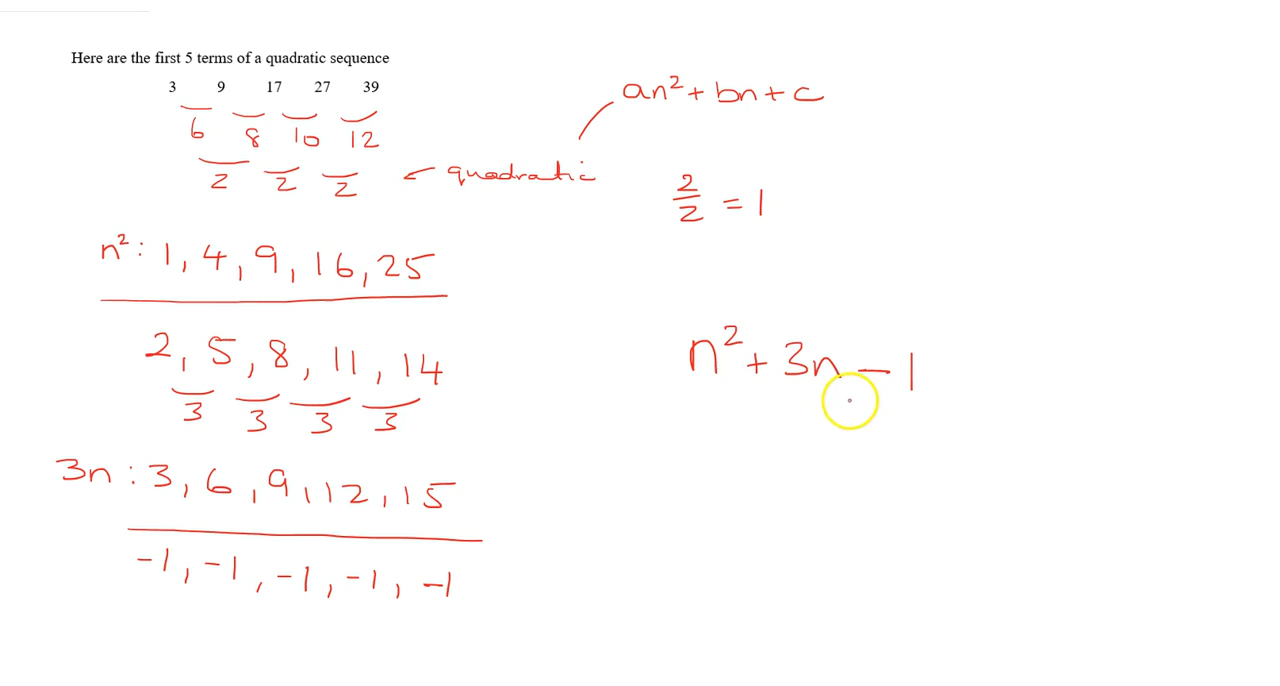 Here are the first 5 terms of a quadratic sequence
3 9 17 27 39
6 8 10 12
2 2 2 ← quadratic
an² + bn + c
2/2 = 1
n² : 1, 4, 9, 16, 25
2, 5, 8, 11, 14
3 3 3 3
n² + 3n - 1
3n : 3, 6, 9, 12, 15
-1, -1, -1, -1, -1